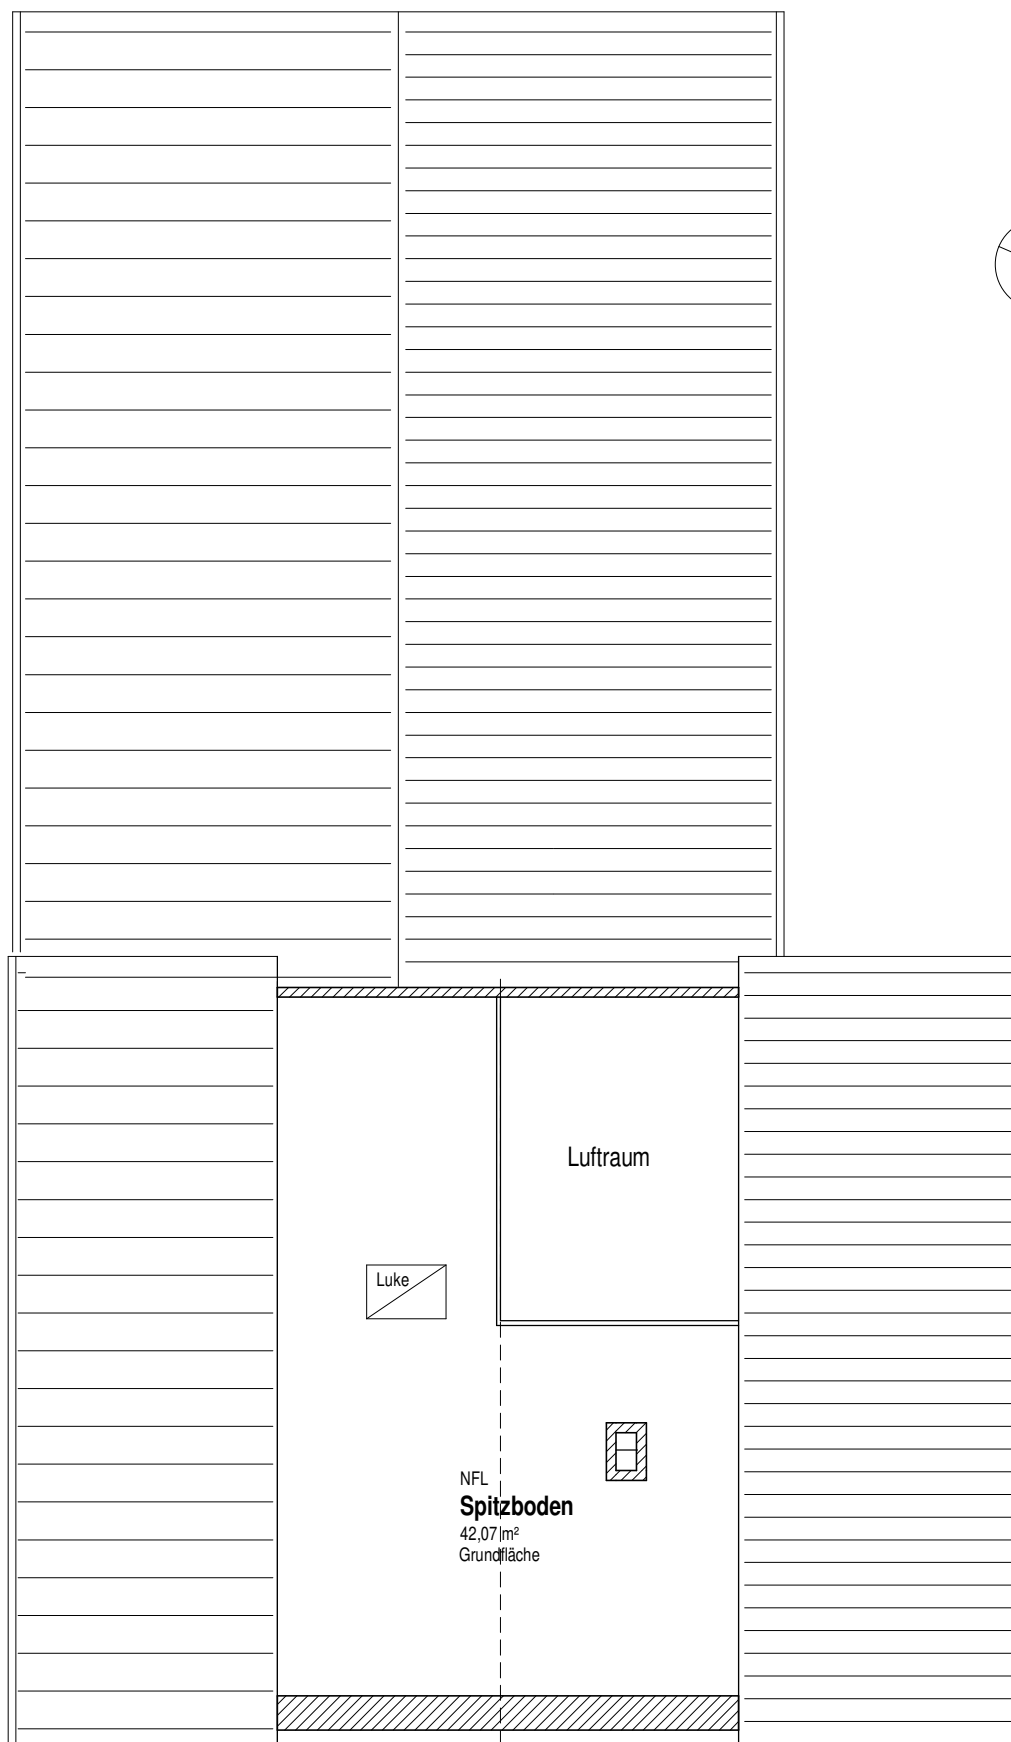 Luftraum
Luke
NFL
Spitzboden
42,07 m²
Grundfläche